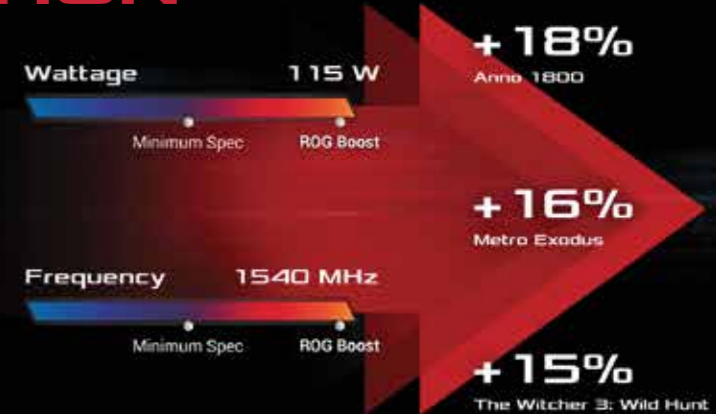 Wattage 115 W
Minimum Spec ROG Boost
Frequency 1540 MHz
Minimum Spec ROG Boost
+18%
Anno 1800
+16%
Metro Exodus
+15%
The Witcher 3: Wild Hunt